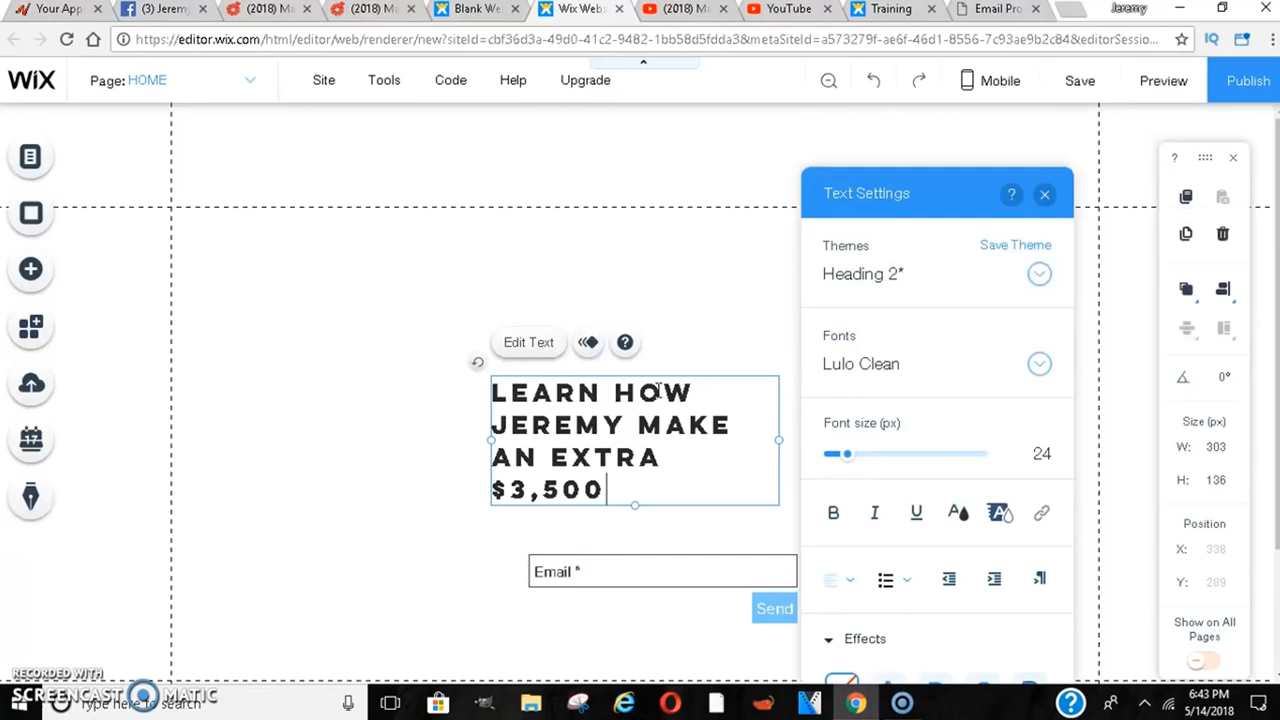 Your App
(3) Jeremy
(2018) Ma
(2018) Ma
Blank We
Wix Webs
(2018) Ma
YouTube
Training
Email Pro
Jeremy
https://editor.wix.com/html/editor/web/renderer/new?siteId=cbf36d3a-49d0-41c2-9482-1bb58d5fdda3&metaSiteId=a573279f-ae6f-46d1-8556-7c93ae9b2c84&editorSessio...
WiX
Page: HOME
Site
Tools
Code
Help
Upgrade
Mobile
Save
Preview
Publish
Text Settings
Themes
Save Theme
Heading 2*
Fonts
Lulo Clean
Font size (px)
24
B I U
Effects
Edit Text
LEARN HOW
JEREMY MAKE
AN EXTRA
$3,500
Email *
Send
0°
Size (px)
W: 303
H: 136
Position
X: 338
Y: 289
Show on All
Pages
RECORDED WITH
SCREENCAST MATIC
Type here to search
6:43 PM
5/14/2018